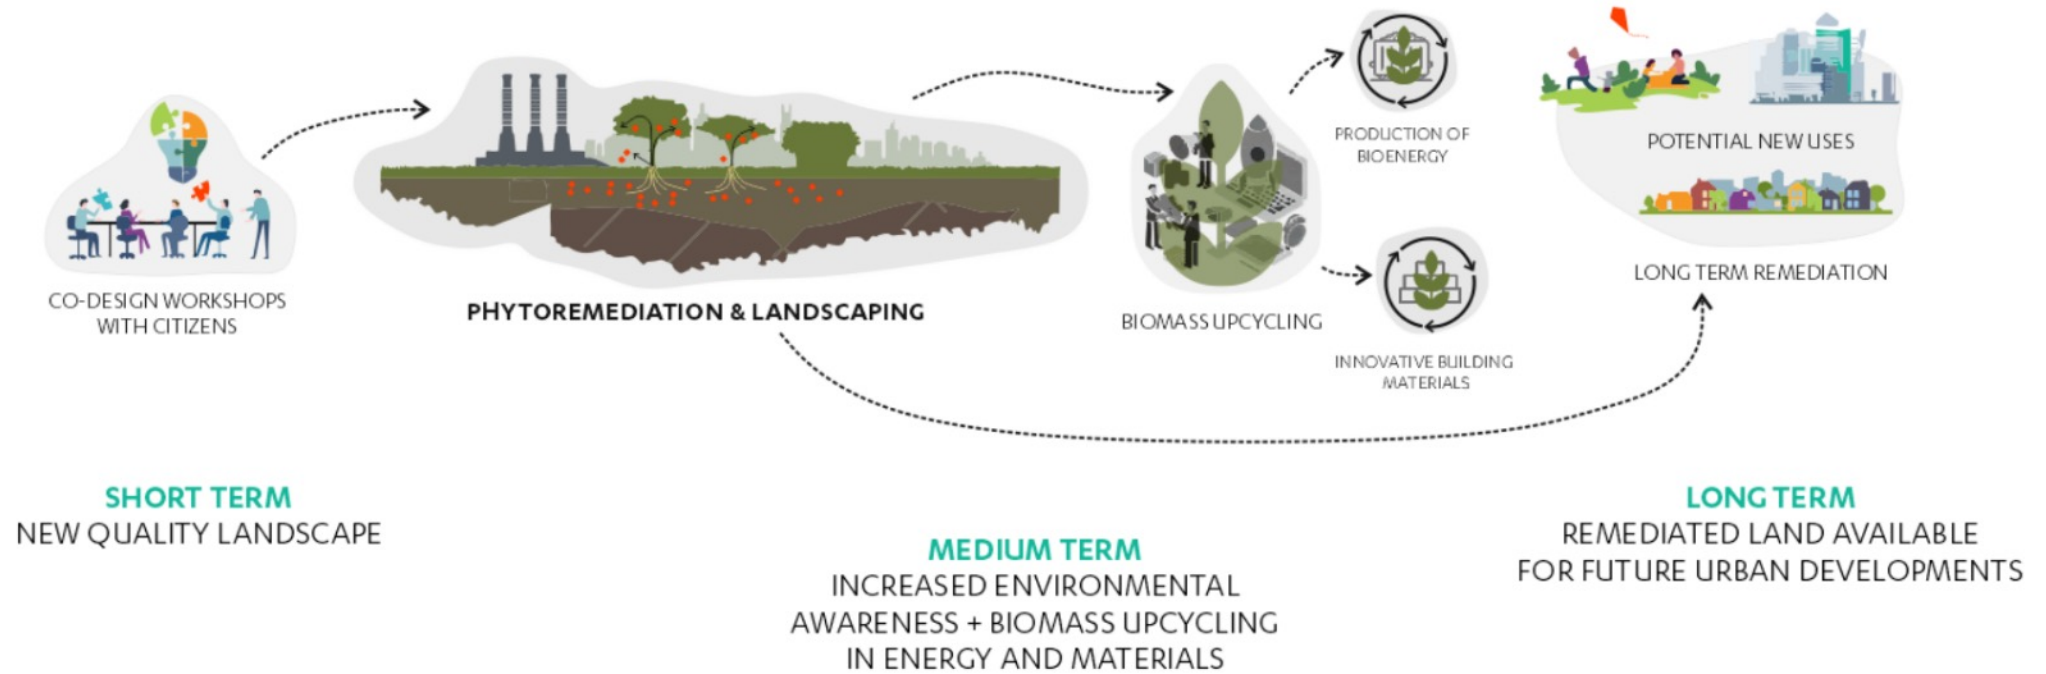 CO-DESIGN WORKSHOPS
WITH CITIZENS
PHYTOREMEDIATION & LANDSCAPING
BIOMASS UPCYCLING
PRODUCTION OF
BIOENERGY
INNOVATIVE BUILDING
MATERIALS
POTENTIAL NEW USES
LONG TERM REMEDIATION
SHORT TERM
NEW QUALITY LANDSCAPE
MEDIUM TERM
INCREASED ENVIRONMENTAL
AWARENESS + BIOMASS UPCYCLING
IN ENERGY AND MATERIALS
LONG TERM
REMEDIATED LAND AVAILABLE
FOR FUTURE URBAN DEVELOPMENTS